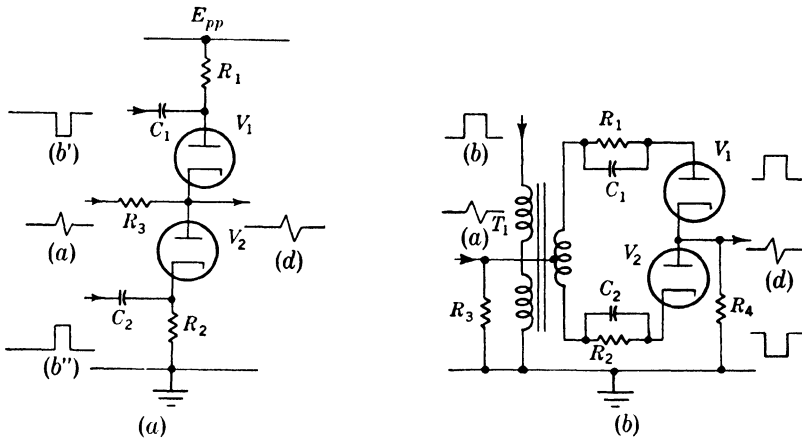 E_pp
R_1
C_1
V_1
(b')
R_3
(a)
V_2
(d)
C_2
R_2
(b'')
(a)
(b)
R_1
C_1
V_1
(a)
T_1
V_2
(d)
C_2
R_3
R_2
R_4
(b)